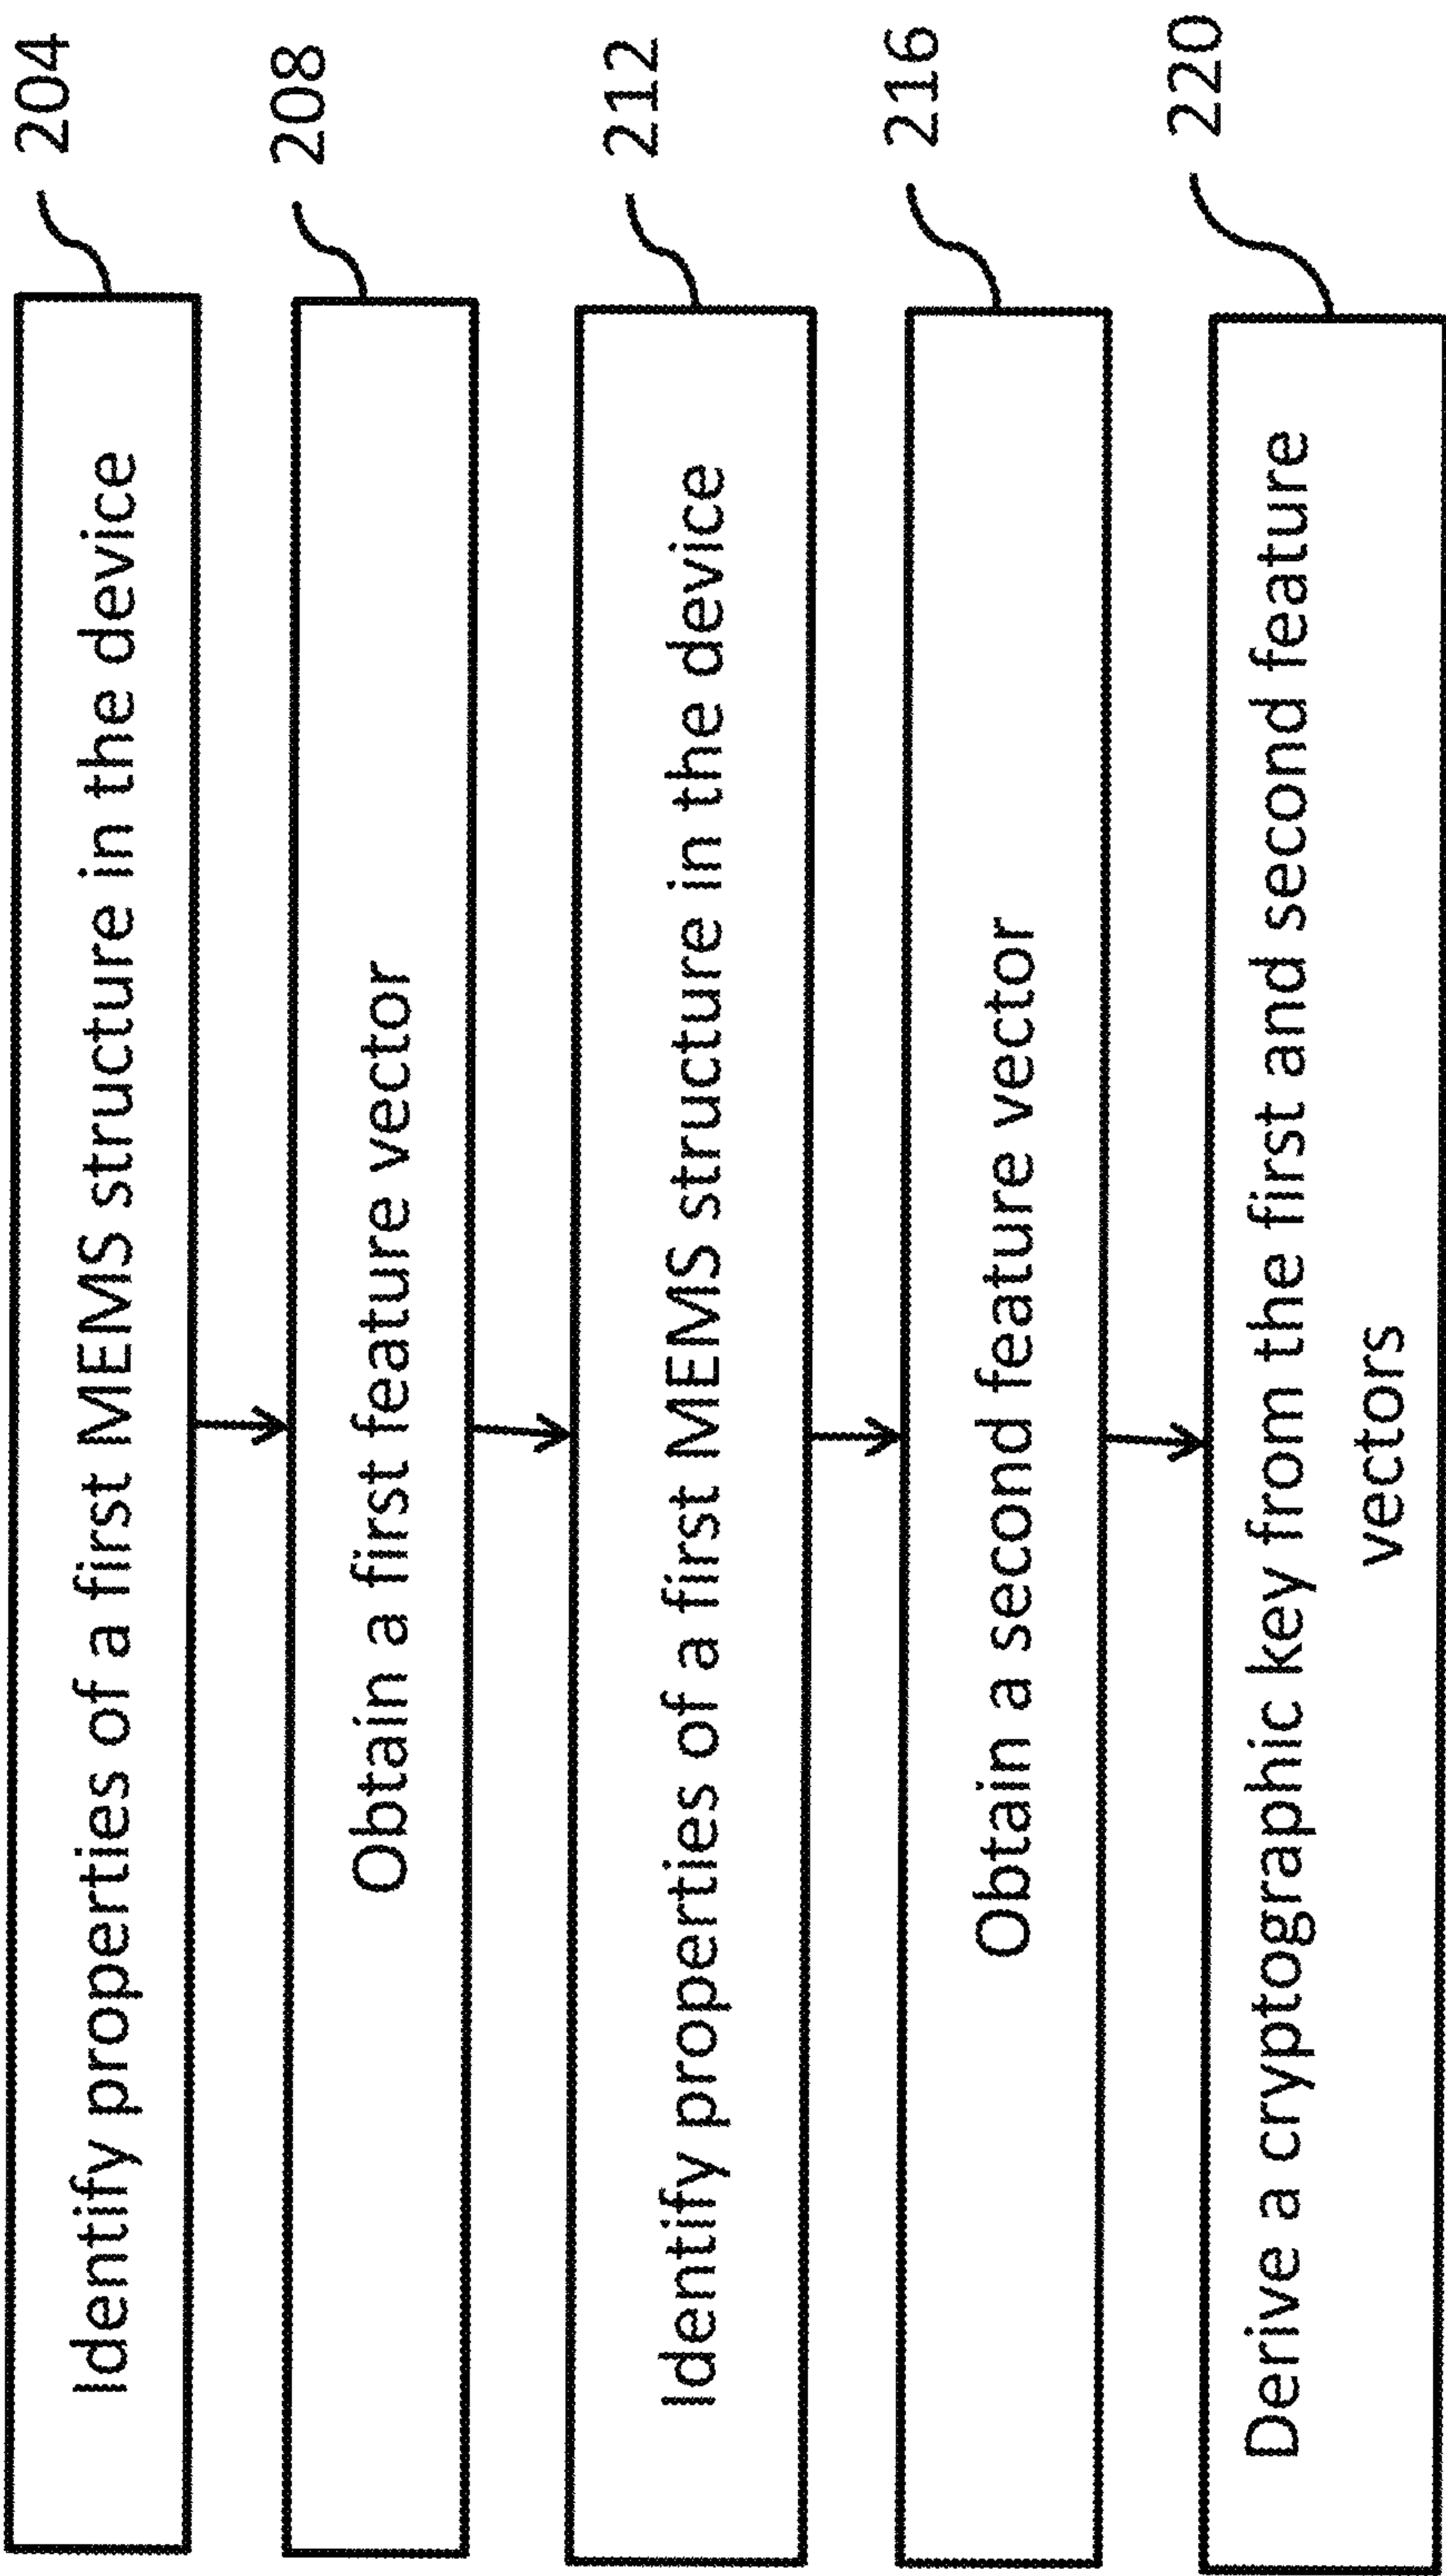 Identify properties of a first MEMS structure in the device
204
Obtain a first feature vector
208
Identify properties of a first MEMS structure in the device
212
Obtain a second feature vector
216
Derive a cryptographic key from the first and second feature
vectors
220